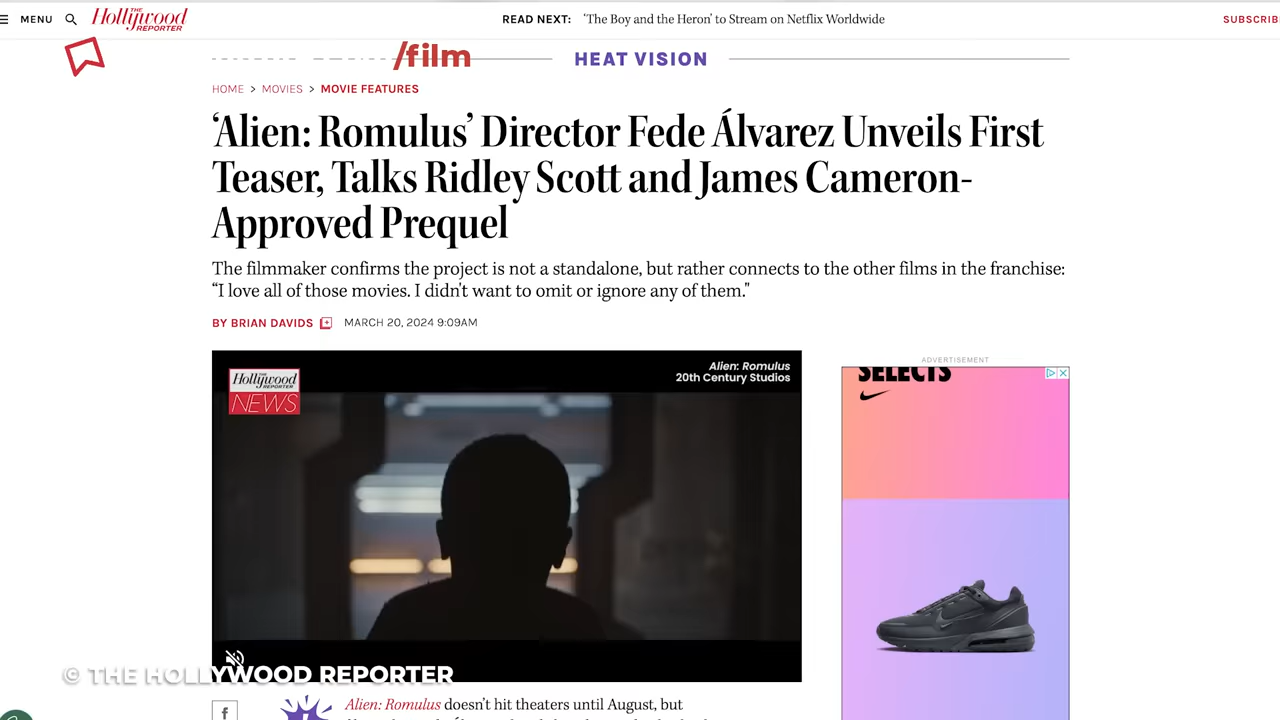 MENU
THE
Hollywood
REPORTER
READ NEXT: 'The Boy and the Heron' to Stream on Netflix Worldwide
SUBSCRIB
/film
HEAT VISION
HOME > MOVIES > MOVIE FEATURES
‘Alien: Romulus’ Director Fede Álvarez Unveils First
Teaser, Talks Ridley Scott and James Cameron-
Approved Prequel
The filmmaker confirms the project is not a standalone, but rather connects to the other films in the franchise:
“I love all of those movies. I didn't want to omit or ignore any of them."
BY BRIAN DAVIDS
MARCH 20, 2024 9:09AM
THE
Hollywood
REPORTER
NEWS
Alien: Romulus
20th Century Studios
ADVERTISEMENT
SELECTS
© THE HOLLYWOOD REPORTER
f
Alien: Romulus doesn’t hit theaters until August, but